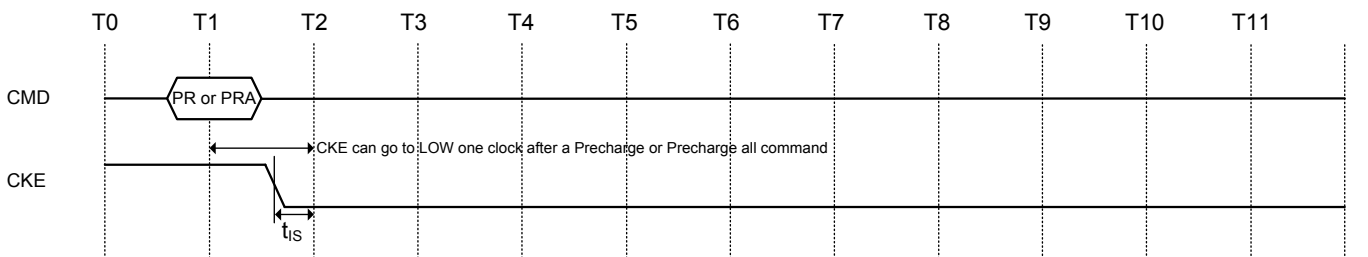 T0 T1 T2 T3 T4 T5 T6 T7 T8 T9 T10 T11
CMD PR or PRA
CKE can go to LOW one clock after a Precharge or Precharge all command
CKE
tIS